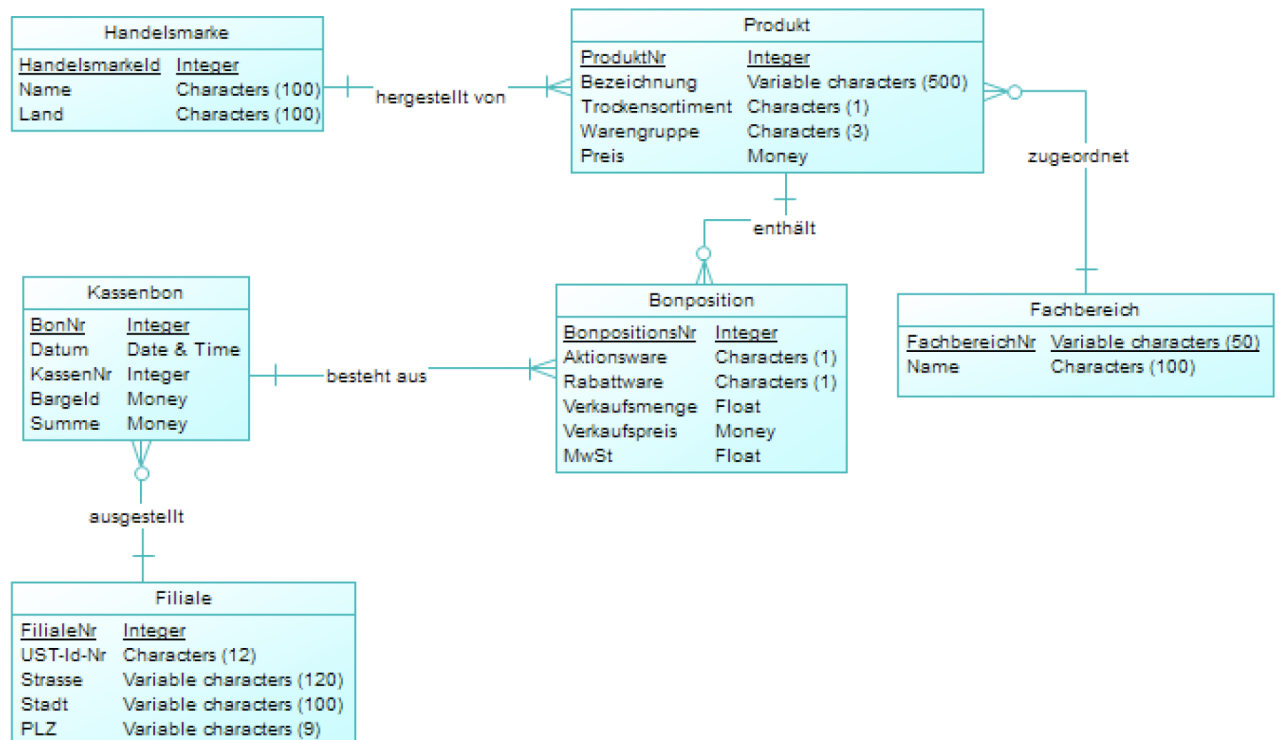 Handelsmarke
HandelsmarkeId Integer
Name Characters (100)
Land Characters (100)
hergestellt von
Produkt
ProduktNr Integer
Bezeichnung Variable characters (500)
Trockensortiment Characters (1)
Warengruppe Characters (3)
Preis Money
zugeordnet
enthält
Kassenbon
BonNr Integer
Datum Date & Time
KassenNr Integer
Bargeld Money
Summe Money
besteht aus
Bonposition
BonpositionsNr Integer
Aktionsware Characters (1)
Rabattware Characters (1)
Verkaufsmenge Float
Verkaufspreis Money
MwSt Float
Fachbereich
FachbereichNr Variable characters (50)
Name Characters (100)
ausgestellt
Filiale
FilialeNr Integer
UST-Id-Nr Characters (12)
Strasse Variable characters (120)
Stadt Variable characters (100)
PLZ Variable characters (9)